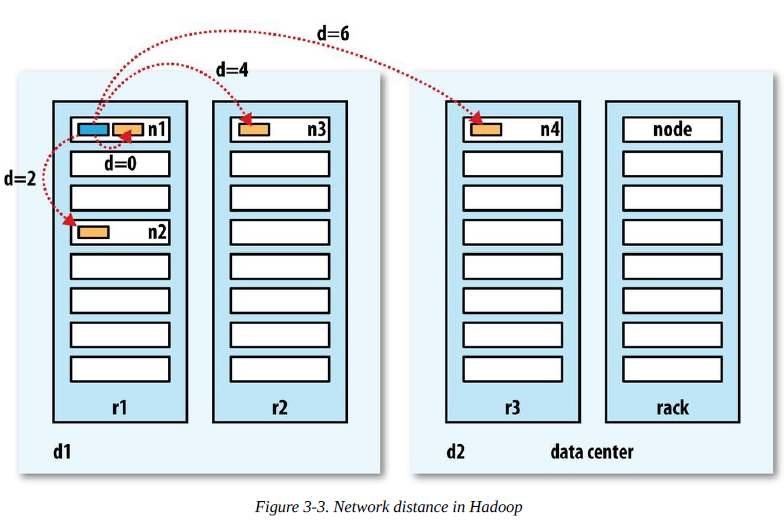 d=6
d=4
n1
n3
n4
node
d=0
d=2
n2
r1
r2
r3
rack
d1
d2
data center
Figure 3-3. Network distance in Hadoop